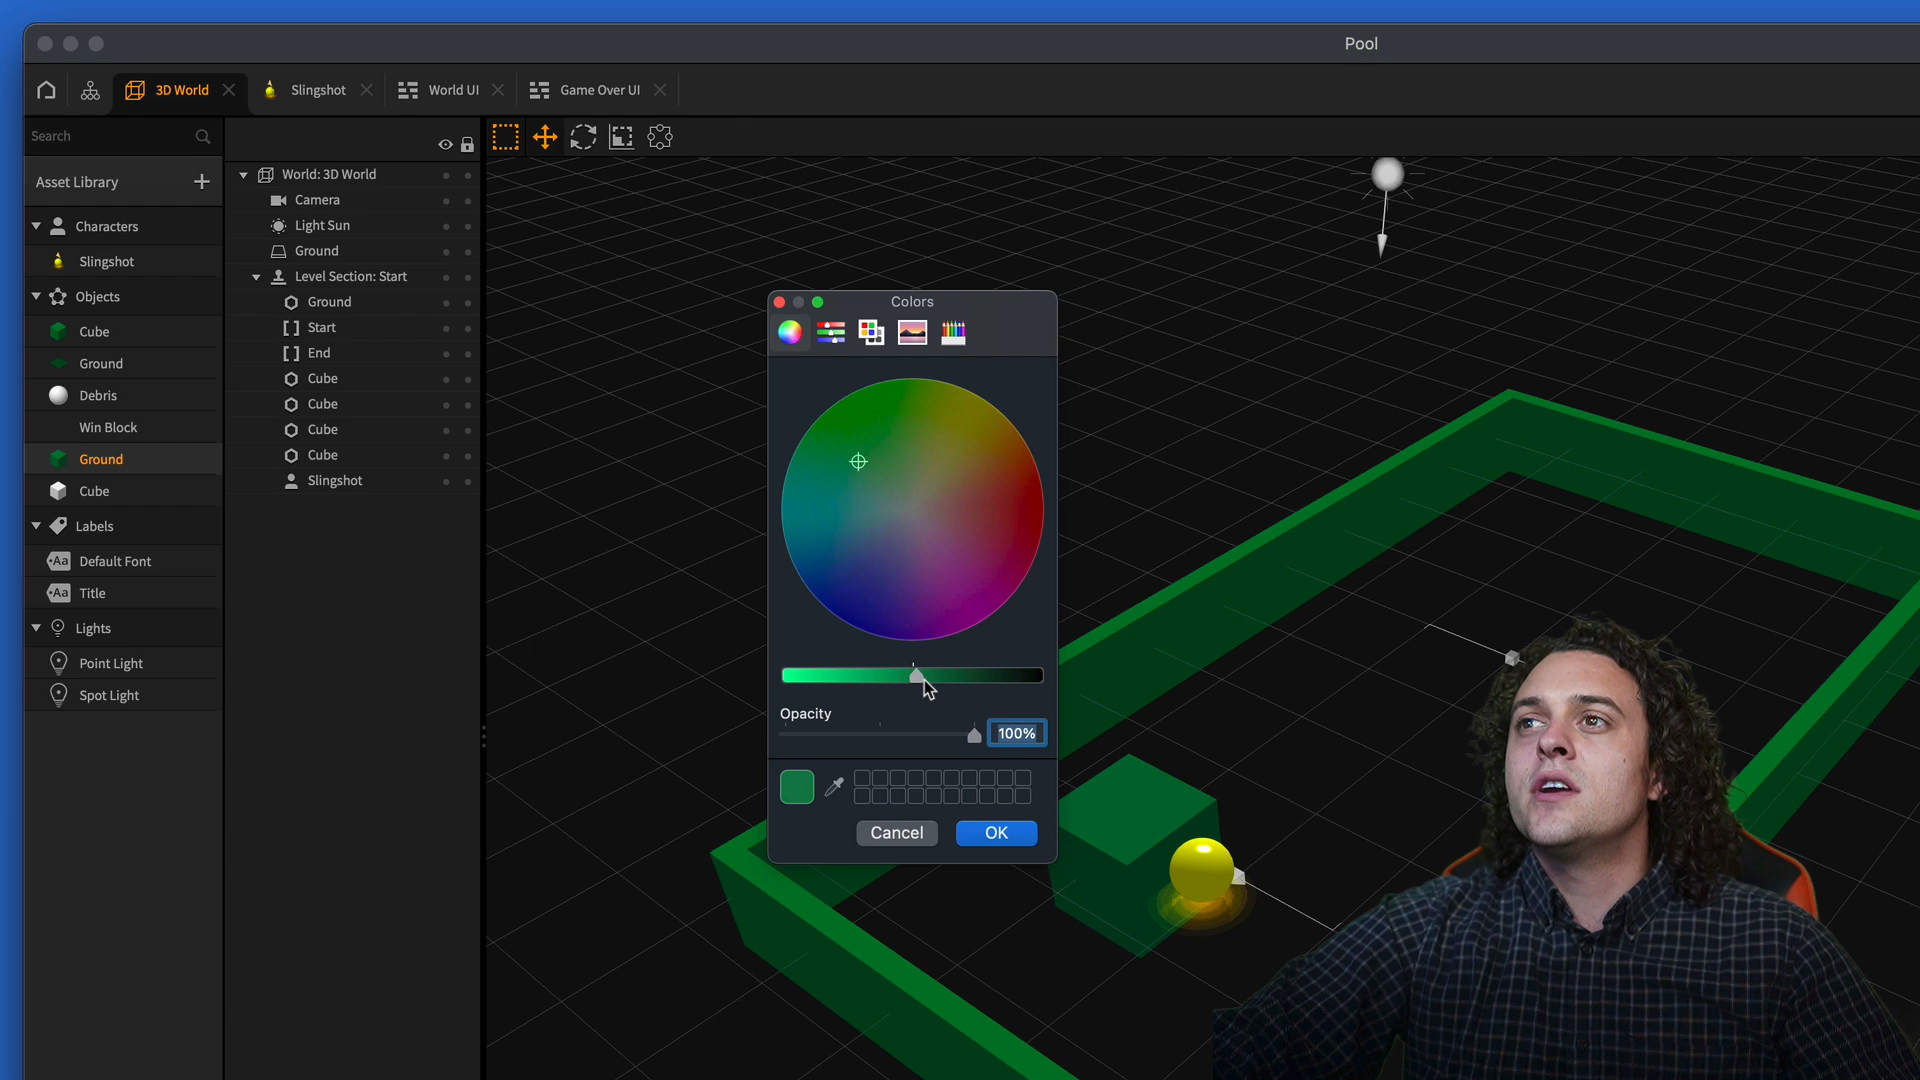 Pool
3D World
Slingshot
World UI
Game Over UI
Search
Asset Library
Characters
Slingshot
Objects
Cube
Ground
Debris
Win Block
Ground
Cube
Labels
Aa Default Font
Aa Title
Lights
Point Light
Spot Light
World: 3D World
Camera
Light Sun
Ground
Level Section: Start
Ground
Start
End
Cube
Cube
Cube
Cube
Slingshot
Colors
Opacity
100%
Cancel
OK